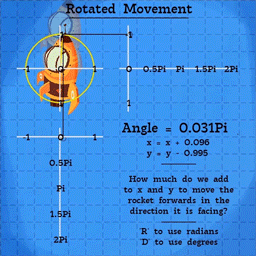 Rotated Movement
1
-1 0 1 0 0.5Pi Pi 1.5Pi 2Pi
1
Angle = 0.031Pi
x = x + 0.096
y = y - 0.995
-1 0 1
0.5Pi
Pi
1.5Pi
2Pi
How much do we add
to x and y to move the
rocket forwards in the
direction it is facing?
'R' to use radians
'D' to use degrees